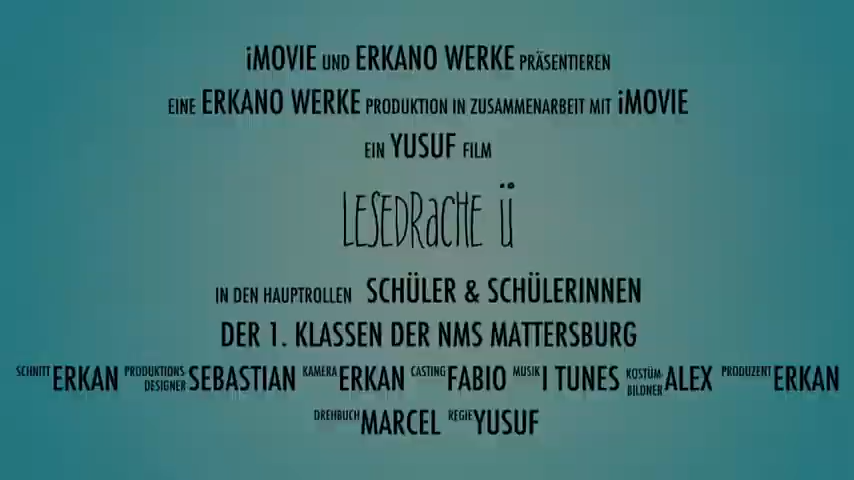 iMOVIE UND ERKANO WERKE PRÄSENTIEREN
EINE ERKANO WERKE PRODUKTION IN ZUSAMMENARBEIT MIT iMOVIE
EIN YUSUF FILM
LESEDRaCHE Ü
IN DEN HAUPTROLLEN SCHÜLER & SCHÜLERINNEN
DER 1. KLASSEN DER NMS MATTERSBURG
SCHNITT ERKAN PRODUKTIONS DESIGNER SEBASTIAN KAMERA ERKAN CASTING FABIO MUSIK I TUNES KOSTÜM- BILDNER ALEX PRODUZENT ERKAN
DREHBUCH MARCEL REGIE YUSUF